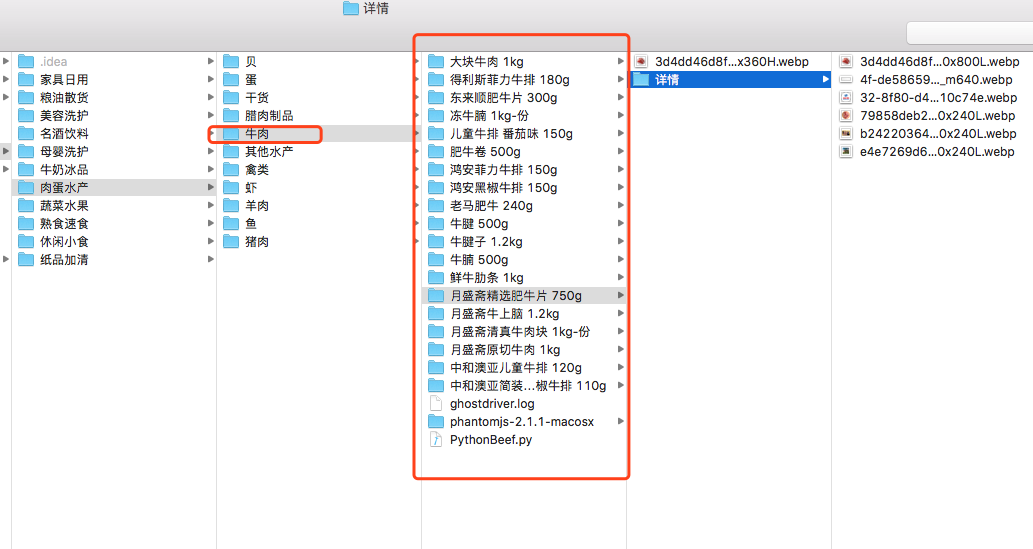 详情
.idea
家具日用
粮油散货
美容洗护
名酒饮料
母婴洗护
牛奶冰品
肉蛋水产
蔬菜水果
熟食速食
休闲小食
纸品加清
贝
蛋
干货
腊肉制品
牛肉
其他水产
禽类
虾
羊肉
鱼
猪肉
大块牛肉 1kg
得利斯菲力牛排 180g
东来顺肥牛片 300g
冻牛腩 1kg-份
儿童牛排 番茄味 150g
肥牛卷 500g
鸿安菲力牛排 150g
鸿安黑椒牛排 150g
老马肥牛 240g
牛腱 500g
牛腱子 1.2kg
牛腩 500g
鲜牛肋条 1kg
月盛斋精选肥牛片 750g
月盛斋牛上脑 1.2kg
月盛斋清真牛肉块 1kg-份
月盛斋原切牛肉 1kg
中和澳亚儿童牛排 120g
中和澳亚简装...椒牛排 110g
ghostdriver.log
phantomjs-2.1.1-macosx
PythonBeef.py
3d4dd46d8f...x360H.webp
详情
3d4dd46d8f...0x800L.webp
4f-de58659..._m640.webp
32-8f80-d4...10c74e.webp
79858deb2...0x240L.webp
b24220364...0x240L.webp
e4e7269d6...0x240L.webp